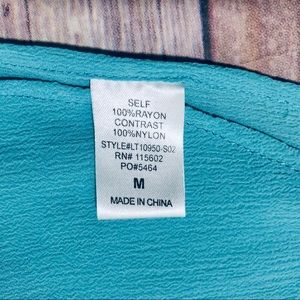 SELF
100%RAYON
CONTRAST
100%NYLON
STYLE#LT10950-S02
RN# 115602
PO#5464
M
MADE IN CHINA